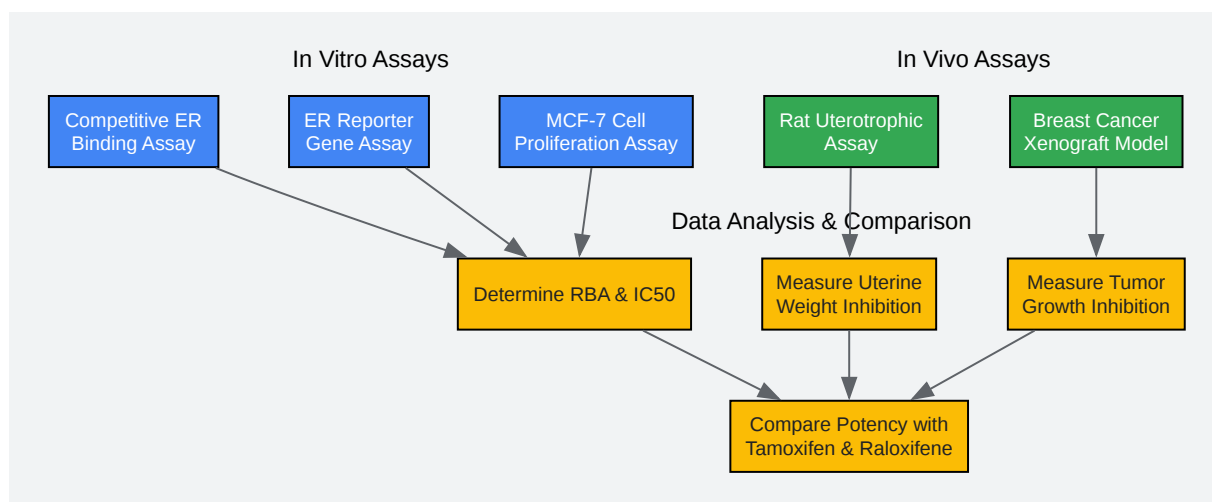 In Vitro Assays
In Vivo Assays
Competitive ER
Binding Assay
ER Reporter
Gene Assay
MCF-7 Cell
Proliferation Assay
Rat Uterotrophic
Assay
Breast Cancer
Xenograft Model
Data Analysis & Comparison
Determine RBA & IC50
Measure Uterine
Weight Inhibition
Measure Tumor
Growth Inhibition
Compare Potency with
Tamoxifen & Raloxifene